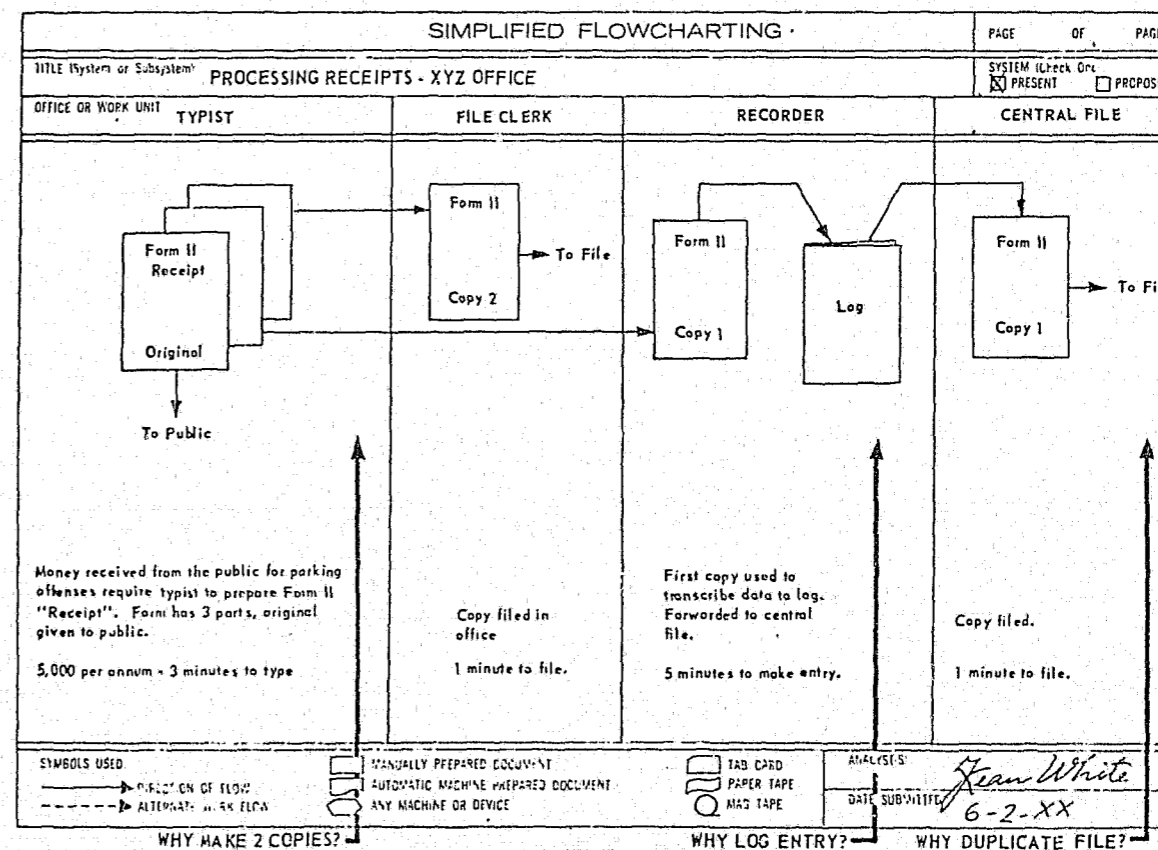 SIMPLIFIED FLOWCHARTING
PAGE OF PAGE
TITLE (System or Subsystem) PROCESSING RECEIPTS - XYZ OFFICE
SYSTEM (Check One
PRESENT PROPOS
OFFICE OR WORK UNIT
TYPIST
FILE CLERK
RECORDER
CENTRAL FILE
Form II
Receipt
Original
To Public
Form II
Copy 2
To File
Form II
Copy 1
Log
Form II
Copy 1
To Fi
Money received from the public for parking
offenses require typist to prepare Form II
"Receipt". Form has 3 parts, original
given to public.
5,000 per annum - 3 minutes to type
Copy filed in
office
1 minute to file.
First copy used to
transcribe data to log.
Forwarded to central
file.
5 minutes to make entry.
Copy filed.
1 minute to file.
SYMBOLS USED
DIRECTION OF FLOW
ALTERNATE WORK FLOW
MANUALLY PREPARED DOCUMENT
AUTOMATIC MACHINE PREPARED DOCUMENT
ANY MACHINE OR DEVICE
TAB CARD
PAPER TAPE
MAG TAPE
ANALYST(S)
Jean White
DATE SUBMITTED
6-2-XX
WHY MAKE 2 COPIES?
WHY LOG ENTRY?
WHY DUPLICATE FILE?